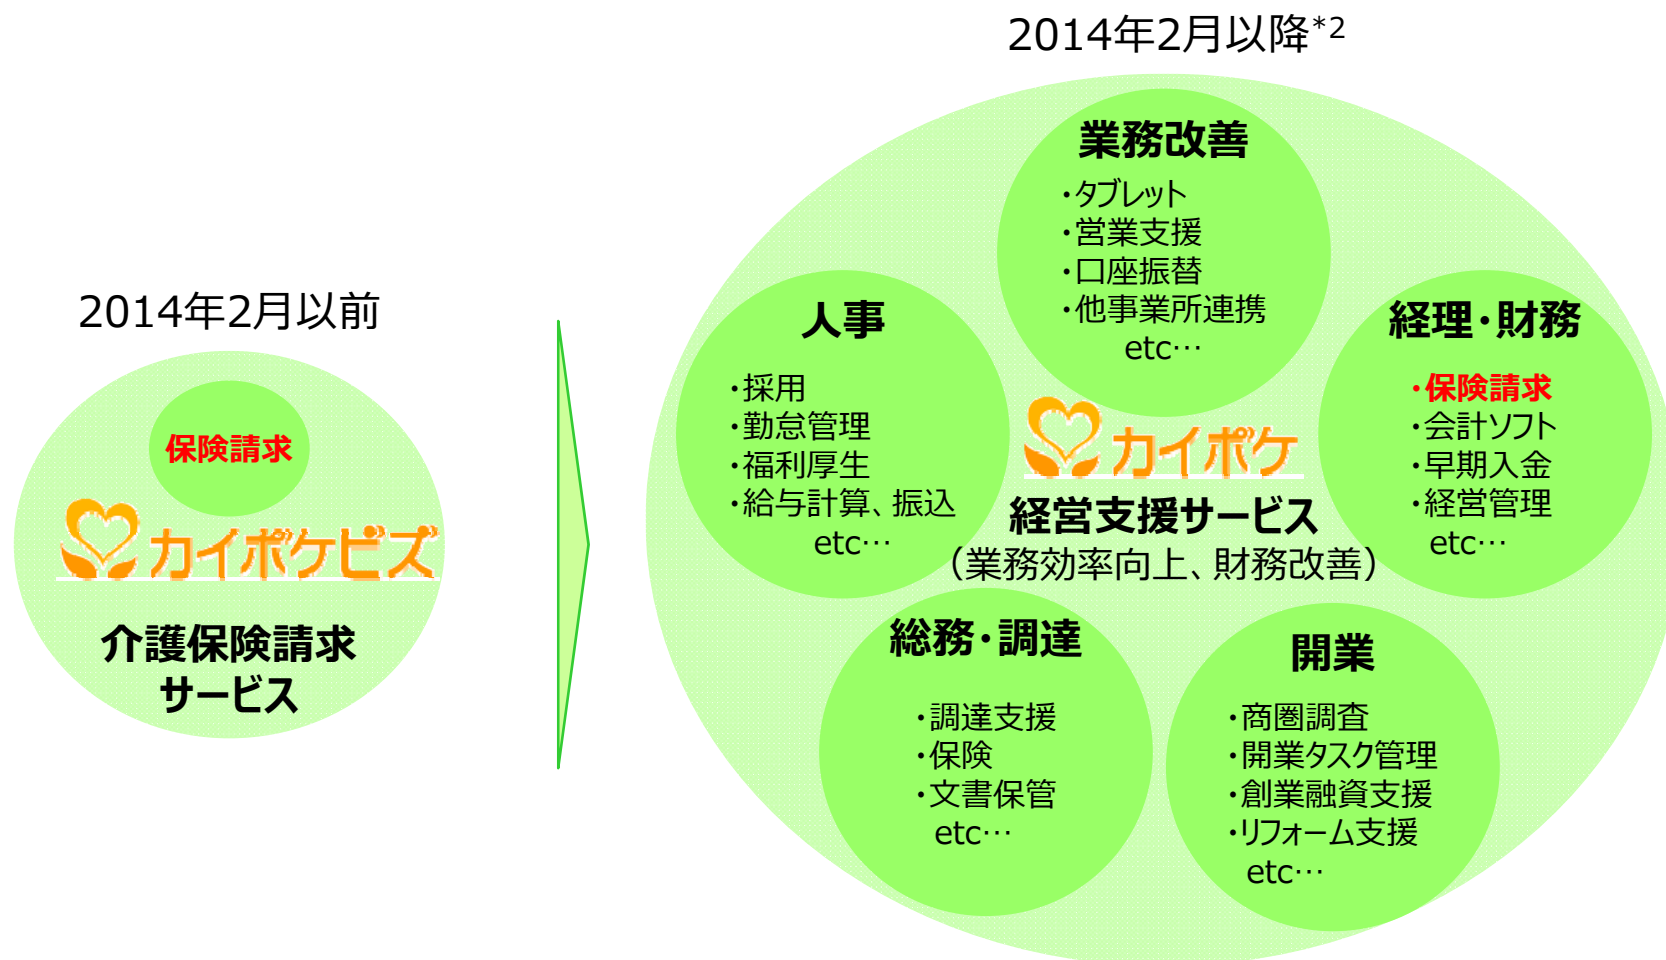 2014年2月以前
保険請求
カイポケビズ
介護保険請求
サービス
2014年2月以降*2
業務改善
・タブレット
・営業支援
・口座振替
・他事業所連携
etc…
人事
・採用
・勤怠管理
・福利厚生
・給与計算、振込
etc…
経理・財務
・保険請求
・会計ソフト
・早期入金
・経営管理
etc…
カイポケ
経営支援サービス
（業務効率向上、財務改善）
総務・調達
・調達支援
・保険
・文書保管
etc…
開業
・商圏調査
・開業タスク管理
・創業融資支援
・リフォーム支援
etc…